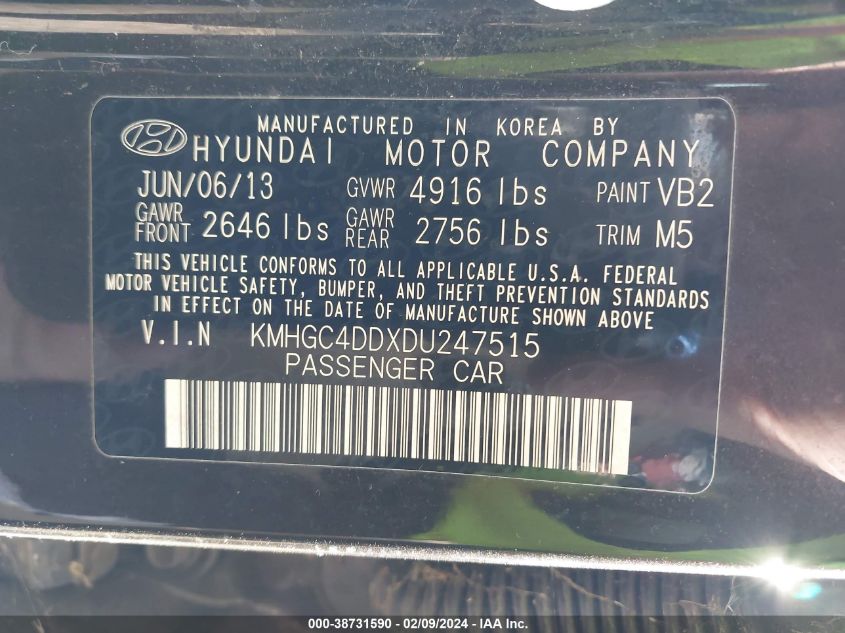 MANUFACTURED IN KOREA BY
HYUNDAI MOTOR COMPANY
JUN/06/13 GVWR 4916 lbs PAINT VB2
GAWR FRONT 2646 lbs GAWR REAR 2756 lbs TRIM M5
THIS VEHICLE CONFORMS TO ALL APPLICABLE U.S.A. FEDERAL
MOTOR VEHICLE SAFETY, BUMPER, AND THEFT PREVENTION STANDARDS
IN EFFECT ON THE DATE OF MANUFACTURE SHOWN ABOVE
V.I.N KMHGC4DDXDU247515
PASSENGER CAR
000-38731590 - 02/09/2024 - IAA Inc.